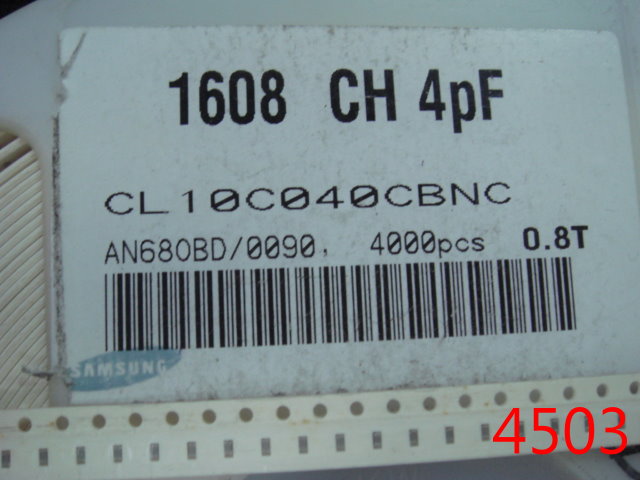 1608 CH 4pF
CL10C040CBNC
AN680BD/0090, 4000pcs 0.8T
SAMSUNG
4503